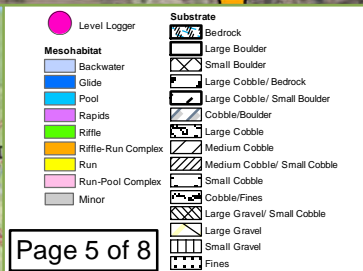 Level Logger
Mesohabitat
Backwater
Glide
Pool
Rapids
Riffle
Riffle-Run Complex
Run
Run-Pool Complex
Minor
Page 5 of 8
Substrate
Bedrock
Large Boulder
Small Boulder
Large Cobble/ Bedrock
Large Cobble/ Small Boulder
Cobble/Boulder
Large Cobble
Medium Cobble
Medium Cobble/ Small Cobble
Small Cobble
Cobble/Fines
Large Gravel/ Small Cobble
Large Gravel
Small Gravel
Fines